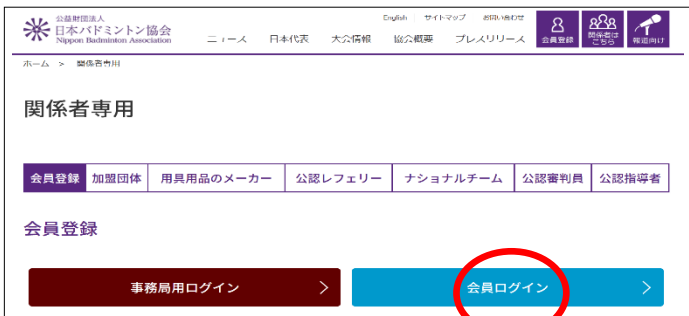 公益財団法人
日本バドミントン協会
Nippon Badminton Association
English サイトマップ お問い合わせ
ニュース 日本代表 大会情報 協会概要 プレスリリース
会員登録
関係者は
こちら
報道向け
ホーム > 関係者専用
関係者専用
会員登録 加盟団体 用具用品のメーカー 公認レフェリー ナショナルチーム 公認審判員 公認指導者
会員登録
事務局用ログイン >
会員ログイン >